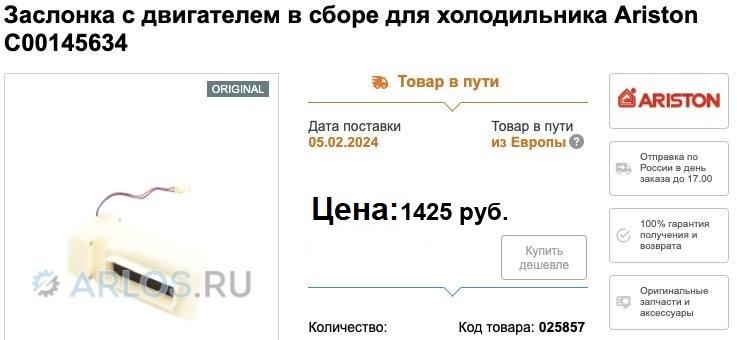 Заслонка с двигателем в сборе для холодильника Ariston
C00145634
ORIGINAL
ARLOS.RU
Товар в пути
Дата поставки
05.02.2024
Товар в пути
из Европы ?
Цена: 1425 руб.
Купить
дешевле
Количество:
Код товара: 025857
ARISTON
Отправка по
России в день
заказа до 17.00
100% гарантия
получения и
возврата
Оригинальные
запчасти и
аксессуары